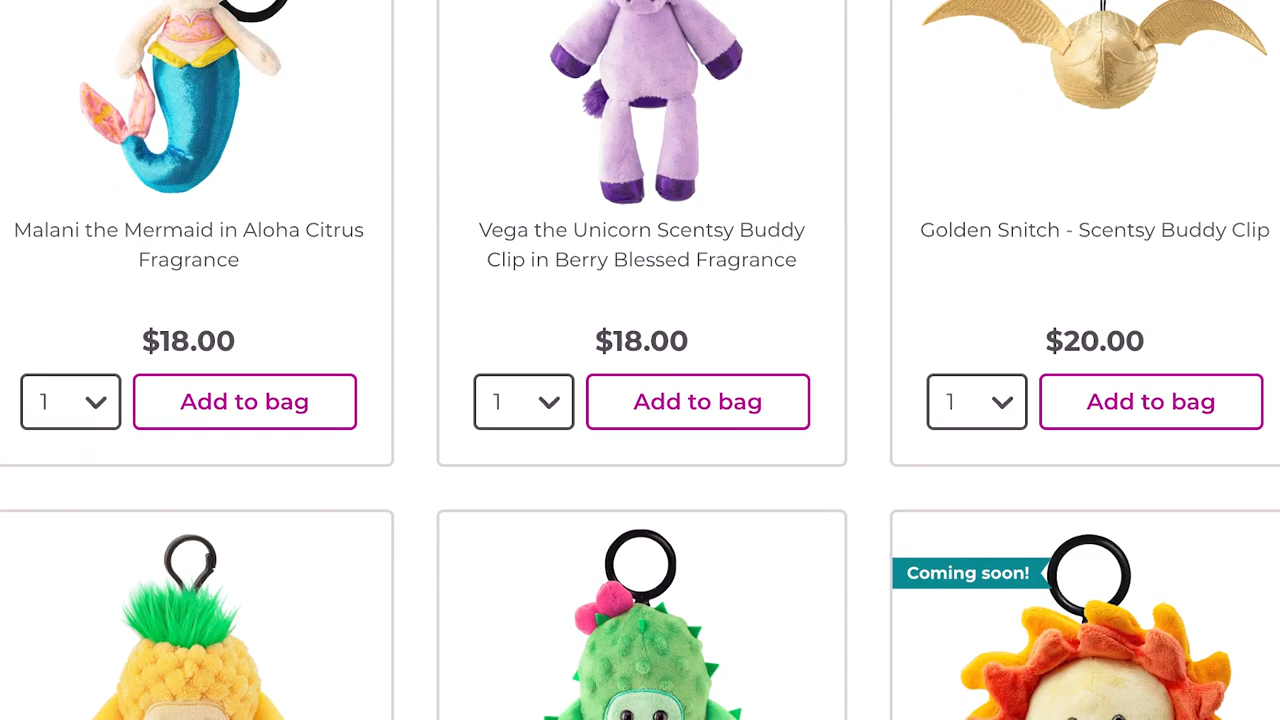 Malani the Mermaid in Aloha Citrus
Fragrance
$18.00
1
Add to bag
Vega the Unicorn Scentsy Buddy
Clip in Berry Blessed Fragrance
$18.00
1
Add to bag
Golden Snitch - Scentsy Buddy Clip
$20.00
1
Add to bag
Coming soon!